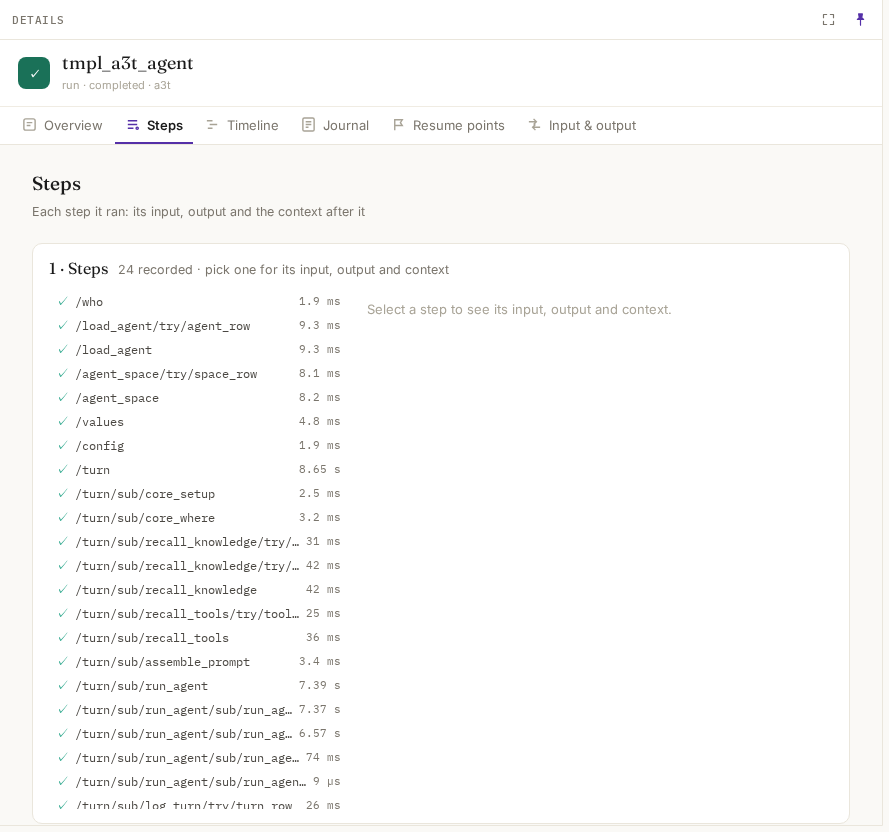 DETAILS
tmpl_a3t_agent
run · completed · a3t
Overview
Steps
Timeline
Journal
Resume points
Input & output
Steps
Each step it ran: its input, output and the context after it
1 · Steps 24 recorded · pick one for its input, output and context
✓ /who 1.9 ms
Select a step to see its input, output and context.
✓ /load_agent/try/agent_row 9.3 ms
✓ /load_agent 9.3 ms
✓ /agent_space/try/space_row 8.1 ms
✓ /agent_space 8.2 ms
✓ /values 4.8 ms
✓ /config 1.9 ms
✓ /turn 8.65 s
✓ /turn/sub/core_setup 2.5 ms
✓ /turn/sub/core_where 3.2 ms
✓ /turn/sub/recall_knowledge/try/… 31 ms
✓ /turn/sub/recall_knowledge/try/… 42 ms
✓ /turn/sub/recall_knowledge 42 ms
✓ /turn/sub/recall_tools/try/tool… 25 ms
✓ /turn/sub/recall_tools 36 ms
✓ /turn/sub/assemble_prompt 3.4 ms
✓ /turn/sub/run_agent 7.39 s
✓ /turn/sub/run_agent/sub/run_ag… 7.37 s
✓ /turn/sub/run_agent/sub/run_ag… 6.57 s
✓ /turn/sub/run_agent/sub/run_age… 74 ms
✓ /turn/sub/run_agent/sub/run_agen… 9 µs
✓ /turn/sub/log_turn/try/turn_row 26 ms